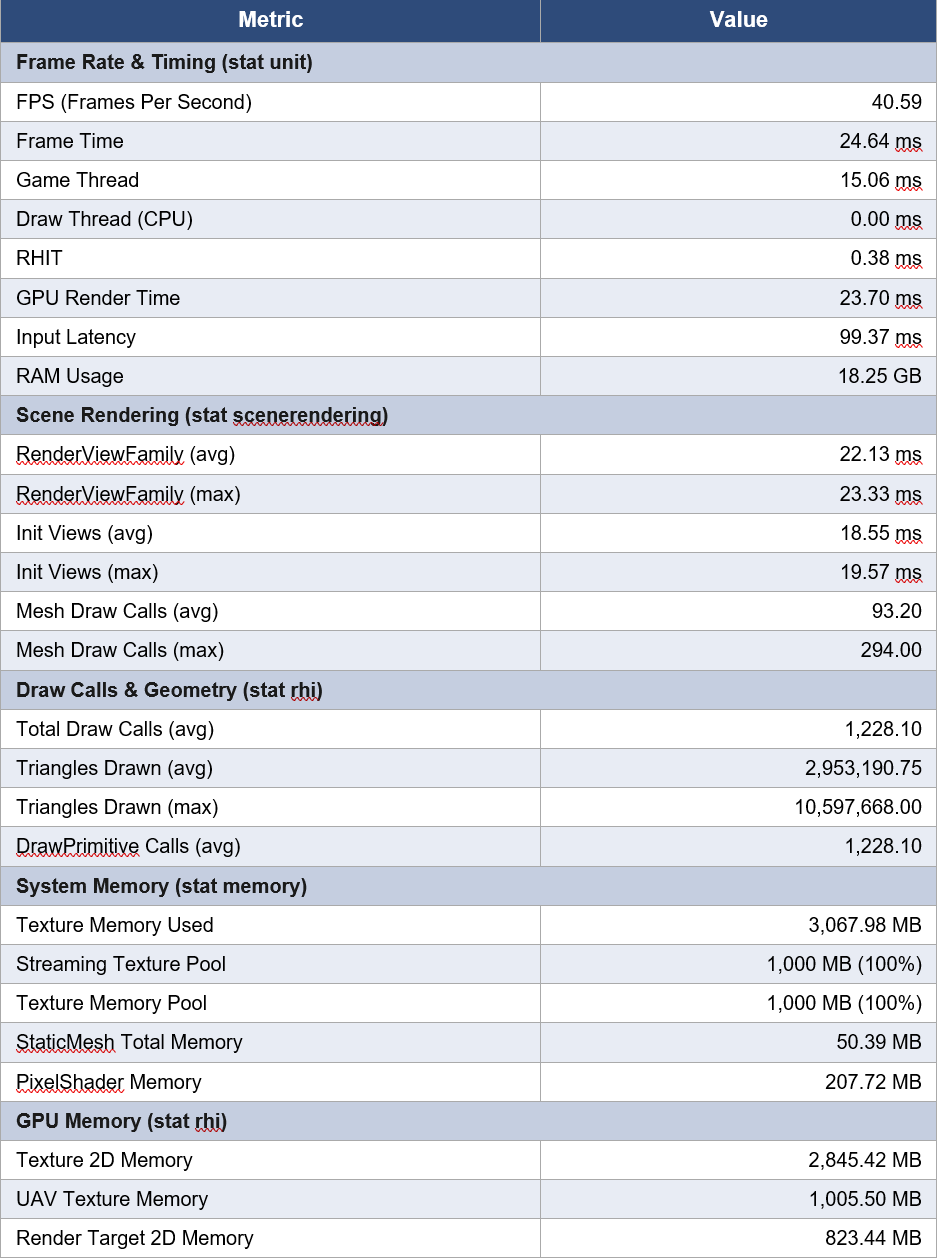 Metric Value
Frame Rate & Timing (stat unit)
FPS (Frames Per Second) 40.59
Frame Time 24.64 ms
Game Thread 15.06 ms
Draw Thread (CPU) 0.00 ms
RHIT 0.38 ms
GPU Render Time 23.70 ms
Input Latency 99.37 ms
RAM Usage 18.25 GB
Scene Rendering (stat scenerendering)
RenderViewFamily (avg) 22.13 ms
RenderViewFamily (max) 23.33 ms
Init Views (avg) 18.55 ms
Init Views (max) 19.57 ms
Mesh Draw Calls (avg) 93.20
Mesh Draw Calls (max) 294.00
Draw Calls & Geometry (stat rhi)
Total Draw Calls (avg) 1,228.10
Triangles Drawn (avg) 2,953,190.75
Triangles Drawn (max) 10,597,668.00
DrawPrimitive Calls (avg) 1,228.10
System Memory (stat memory)
Texture Memory Used 3,067.98 MB
Streaming Texture Pool 1,000 MB (100%)
Texture Memory Pool 1,000 MB (100%)
StaticMesh Total Memory 50.39 MB
PixelShader Memory 207.72 MB
GPU Memory (stat rhi)
Texture 2D Memory 2,845.42 MB
UAV Texture Memory 1,005.50 MB
Render Target 2D Memory 823.44 MB